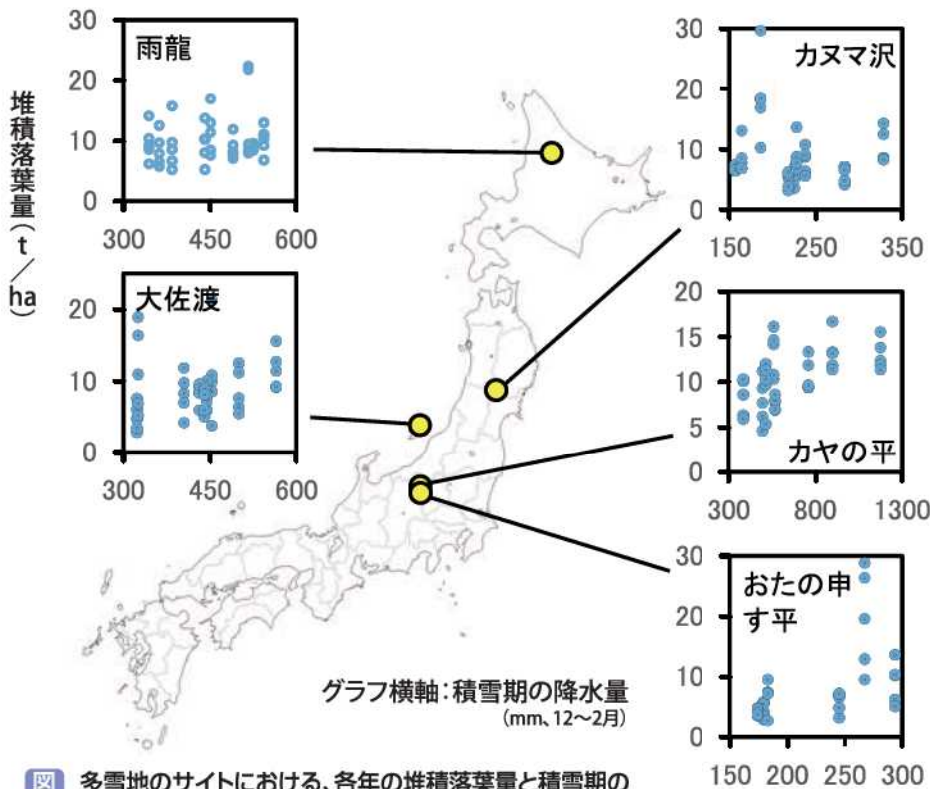 堆積落葉量(t／ha)
雨龍
30
20
10
0
300 450 600
大佐渡
20
10
0
300 450 600
カヌマ沢
30
20
10
0
150 250 350
カヤの平
20
15
10
5
0
300 800 1300
おたの申
す平
30
20
10
0
150 200 250 300
グラフ横軸：積雪期の降水量
(mm、12～2月)
図 多雪地のサイトにおける、各年の堆積落葉量と積雪期の